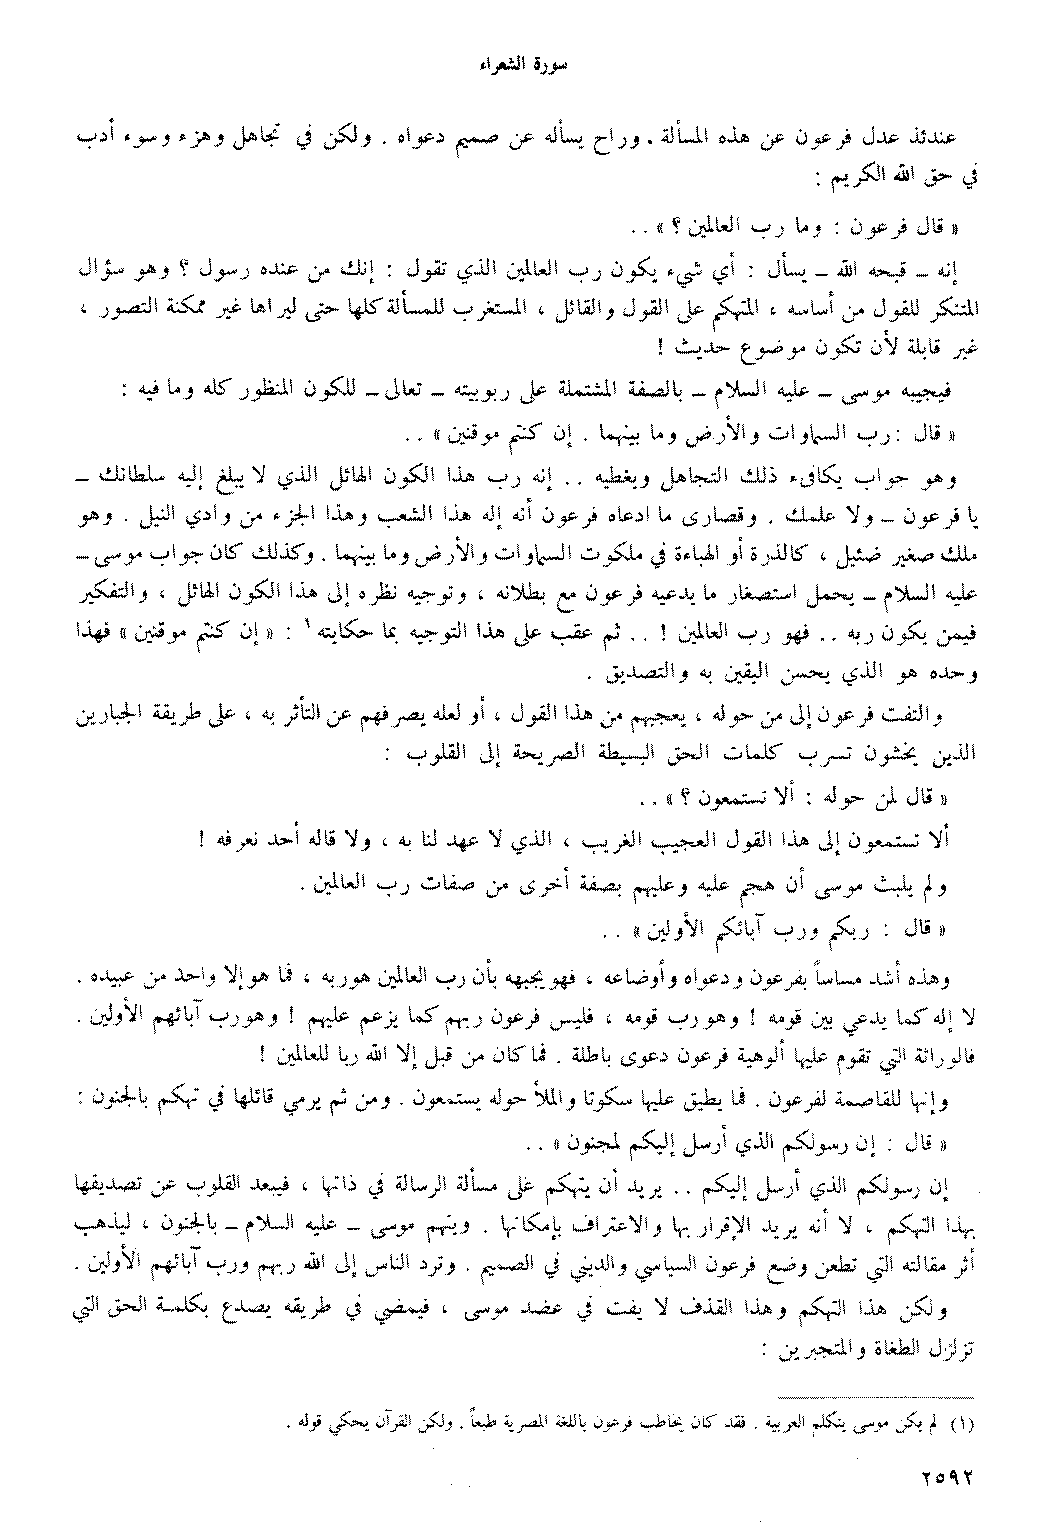 سورة الشعراء
عندئذ عدل فرعون عن هذه المسألة . وراح يسأله عن صميم دعواه . ولكن في تجاهل وهزء وسوء أدب
في حق الله الكريم :
« قال فرعون : وما رب العالمين ؟ » ..
إنه – قبحه الله – يسأل : أي شيء يكون رب العالمين الذي تقول : إنك من عنده رسول ؟ وهو سؤال
المتنكر للقول من أساسه ، المتهكم على القول والقائل ، المستغرب للمسألة كلها حتى ليراها غير ممكنة التصور ،
غير قابلة لأن تكون موضوع حديث !
فيجيبه موسى – عليه السلام – بالصفة المشتملة على ربوبيته – تعالى – للكون المنظور كله وما فيه :
« قال : رب السماوات والأرض وما بينهما . إن كنتم موقنين » ..
وهو جواب يكافىء ذلك التجاهل ويغطيه .. إنه رب هذا الكون الهائل الذي لا يبلغ إليه سلطانك –
يا فرعون – ولا علمك . وقصارى ما ادعاه فرعون أنه إله هذا الشعب وهذا الجزء من وادي النيل . وهو
ملك صغير ضئيل ، كالذرة أو الهباءة في ملكوت السماوات والأرض وما بينهما . وكذلك كان جواب موسى –
عليه السلام – يحمل استصغار ما يدعيه فرعون مع بطلانه ، وتوجيه نظره إلى هذا الكون الهائل ، والتفكير
فيمن يكون ربه .. فهو رب العالمين ! .. ثم عقب على هذا التوجيه بما حكايته ١ : « إن كنتم موقنين » فهذا
وحده هو الذي يحسن اليقين به والتصديق .
والتفت فرعون إلى من حوله ، يعجبهم من هذا القول ، أو لعله يصرفهم عن التأثر به ، على طريقة الجبارين
الذين يخشون تسرب كلمات الحق البسيطة الصريحة إلى القلوب :
« قال لمن حوله : ألا تستمعون ؟ » ..
ألا تستمعون إلى هذا القول العجيب الغريب ، الذي لا عهد لنا به ، ولا قاله أحد نعرفه !
ولم يلبث موسى أن هجم عليه وعليهم بصفة أخرى من صفات رب العالمين .
« قال : ربكم ورب آبائكم الأولين » ..
وهذه أشد مساساً بفرعون ودعواه وأوضاعه ، فهو يجبهه بأن رب العالمين هو ربه ، فما هو إلا واحد من عبيده .
لا إله كما يدعي بين قومه ! وهو رب قومه ، فليس فرعون ربهم كما يزعم عليهم ! وهو رب آبائهم الأولين .
فالوراثة التي تقوم عليها ألوهية فرعون دعوى باطلة . فما كان من قبل إلا الله ربا للعالمين !
وإنها للقاصمة لفرعون . فما يطيق عليها سكوتا والملأ حوله يستمعون . ومن ثم يرمي قائلها في تهكم بالجنون :
« قال : إن رسولكم الذي أرسل إليكم لمجنون » ..
إن رسولكم الذي أرسل إليكم .. يريد أن يتهكم على مسألة الرسالة في ذاتها ، فيبعد القلوب عن تصديقها
بهذا التهكم ، لا أنه يريد الإقرار بها والاعتراف بإمكانها . ويتهم موسى – عليه السلام – بالجنون ، ليذهب
أثر مقالته التي تطعن وضع فرعون السياسي والديني في الصميم . وترد الناس إلى الله ربهم ورب آبائهم الأولين .
ولكن هذا التهكم وهذا القذف لا يفت في عضد موسى ، فيمضي في طريقه يصدع بكلمة الحق التي
تزلزل الطغاة والمتجبرين :
(١) لم يكن موسى يتكلم العربية . فقد كان يخاطب فرعون باللغة المصرية طبعاً . ولكن القرآن يحكي قوله .
٢٥٩٢